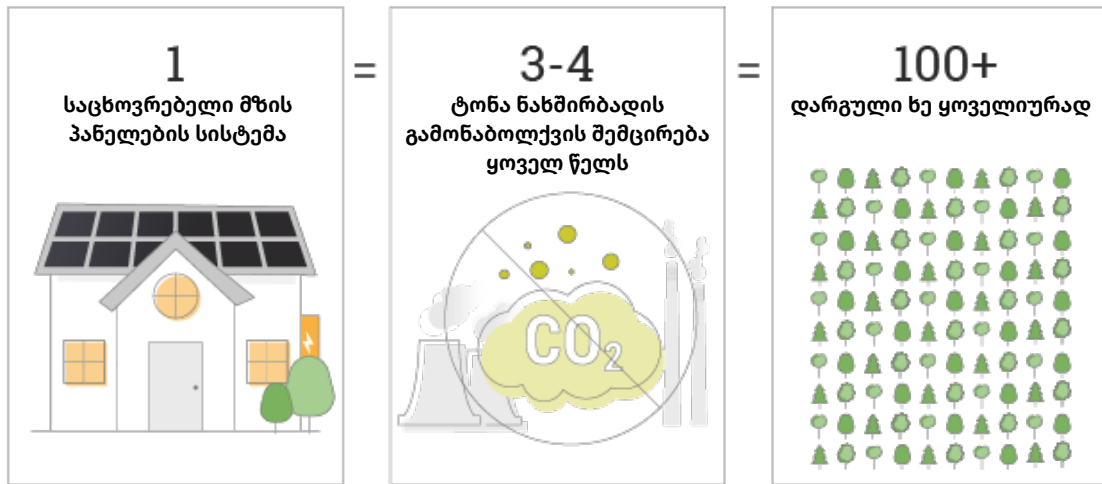 1
საცხოვრებელი მზის
პანელების სისტემა
=
3-4
ტონა ნახშირბადის
გამონაბოლქვის შემცირება
ყოველ წელს
CO₂
=
100+
დარგული ხე ყოველიურად